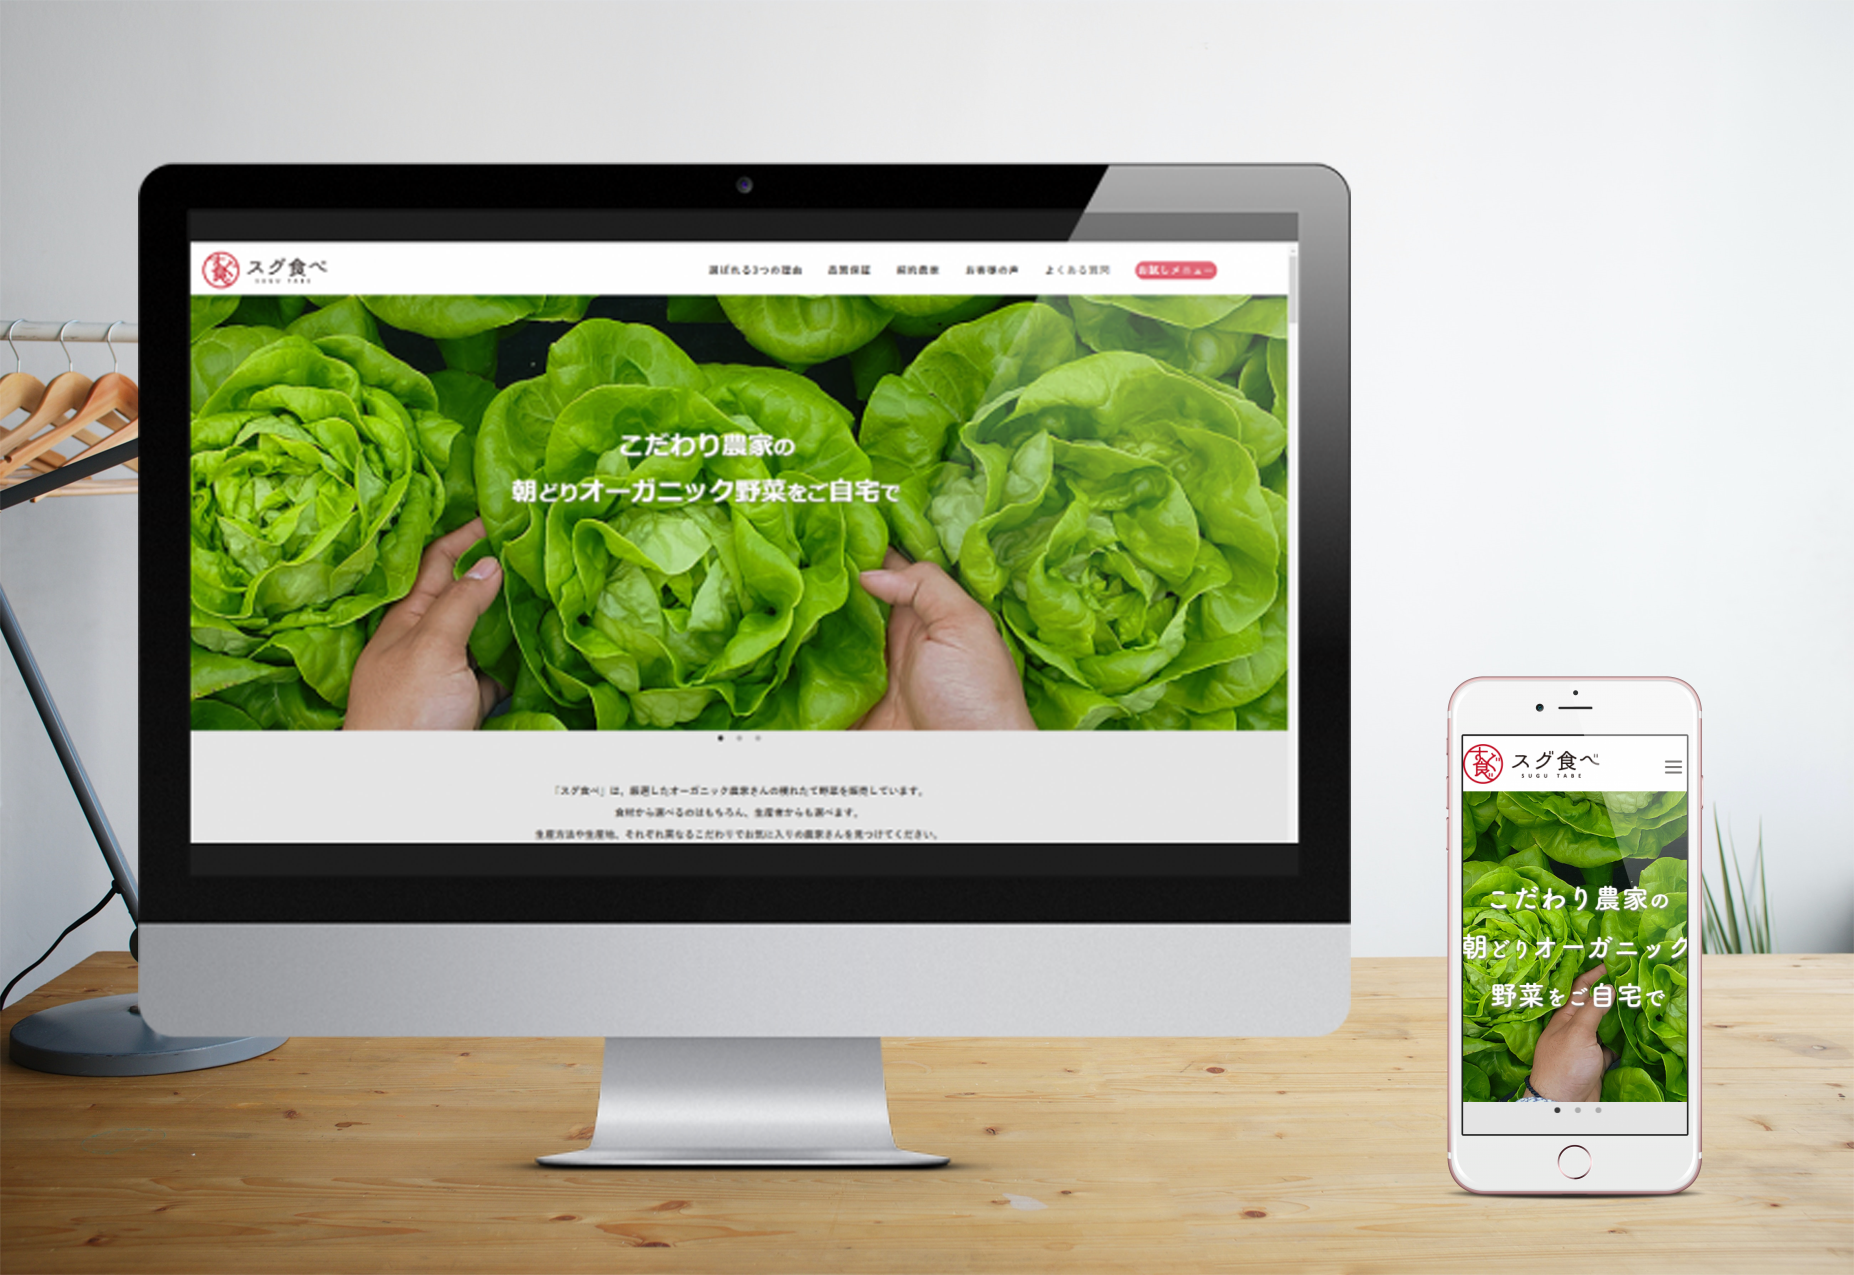 すぐ食べ
スグ食べ
SUGU TABE
選ばれる3つの理由 品質保証 契約農家 お客様の声 よくある質問 お試しメニュー
こだわり農家の
朝どりオーガニック野菜をご自宅で
「スグ食べ」は、厳選したオーガニック農家さんの穫れたて野菜を販売しています。
食材から選べるのはもちろん、生産者からも選べます。
生産方法や生産地、それぞれ異なるこだわりでお気に入りの農家さんを見つけてください。
スグ食べ
SUGU TABE
こだわり農家の
朝どりオーガニック
野菜をご自宅で